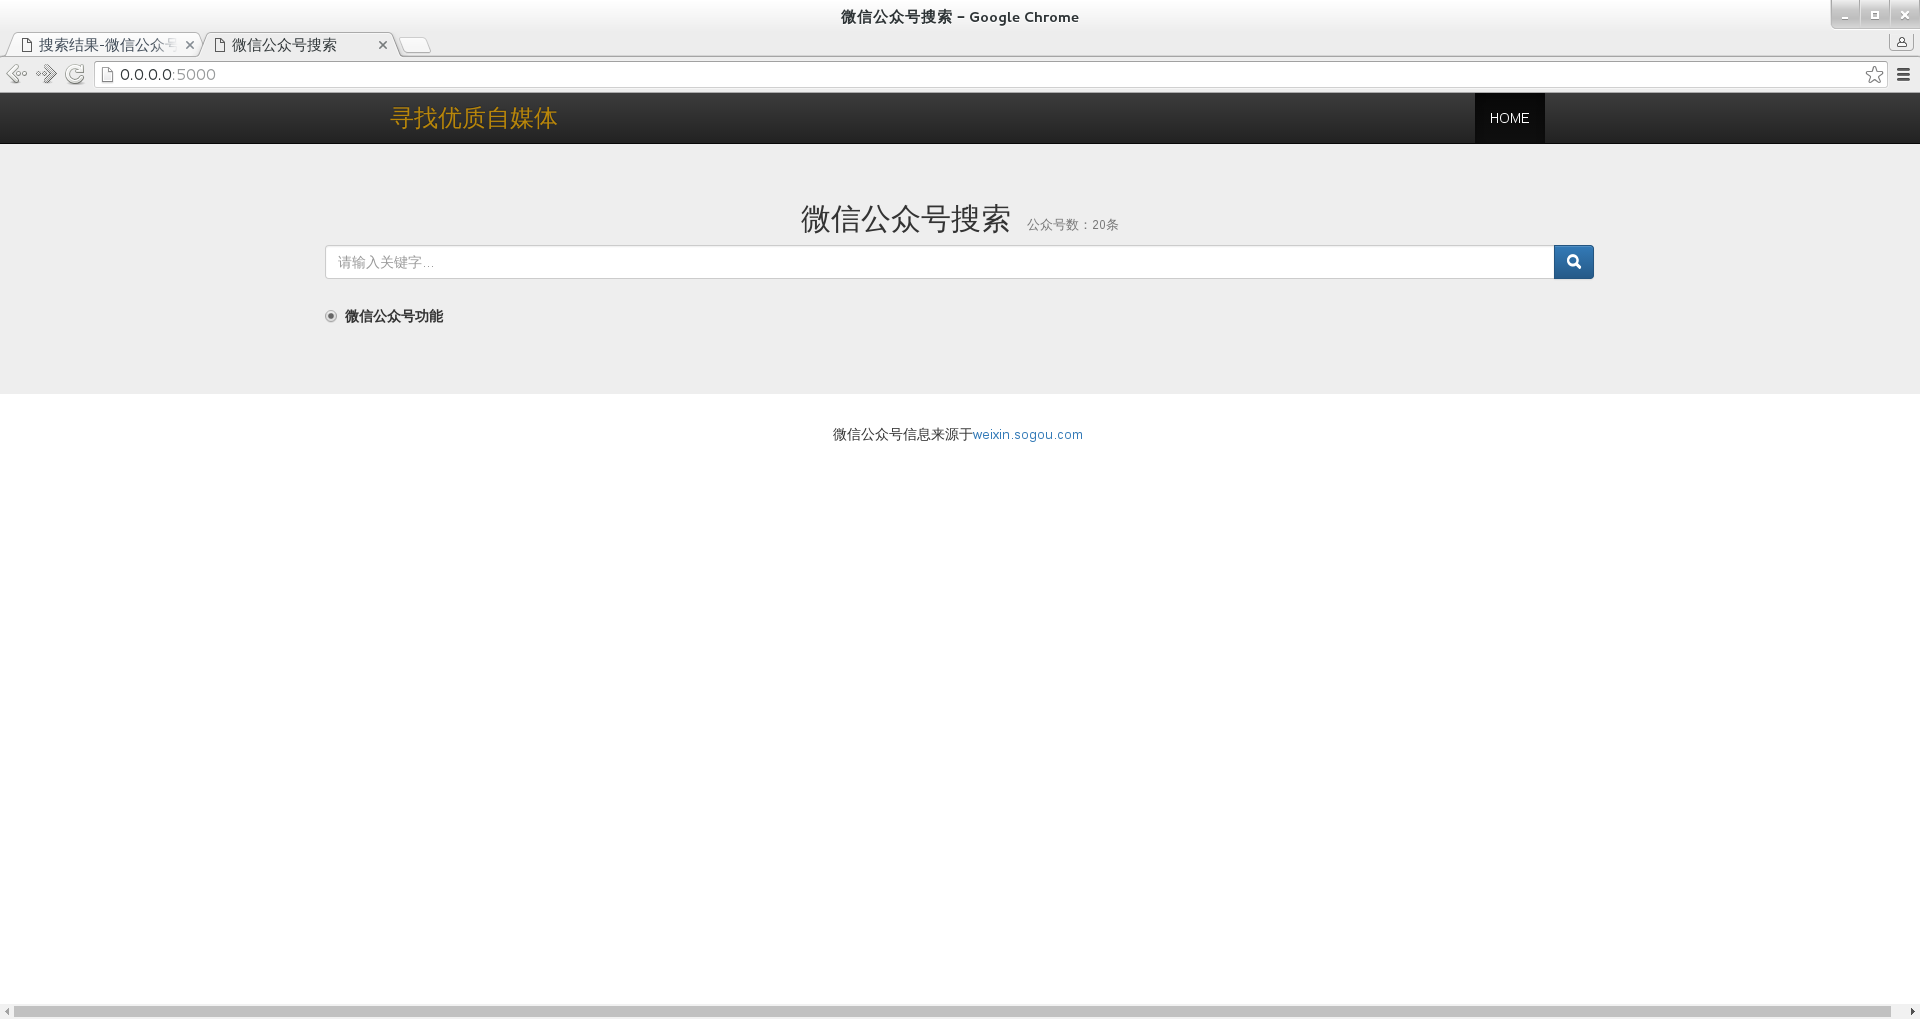 微信公众号搜索 - Google Chrome
搜索结果-微信公众号
微信公众号搜索
0.0.0.0:5000
寻找优质自媒体
HOME
微信公众号搜索 公众号数：20条
请输入关键字...
微信公众号功能
微信公众号信息来源于weixin.sogou.com